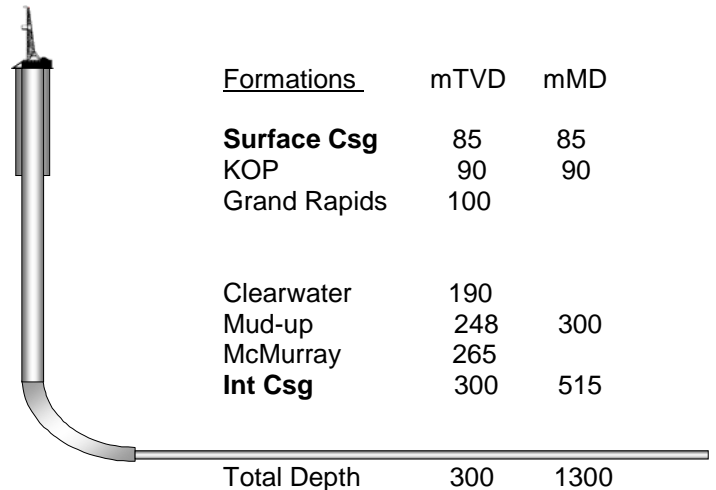 Formations mTVD mMD
Surface Csg 85 85
KOP 90 90
Grand Rapids 100
Clearwater 190
Mud-up 248 300
McMurray 265
Int Csg 300 515
Total Depth 300 1300